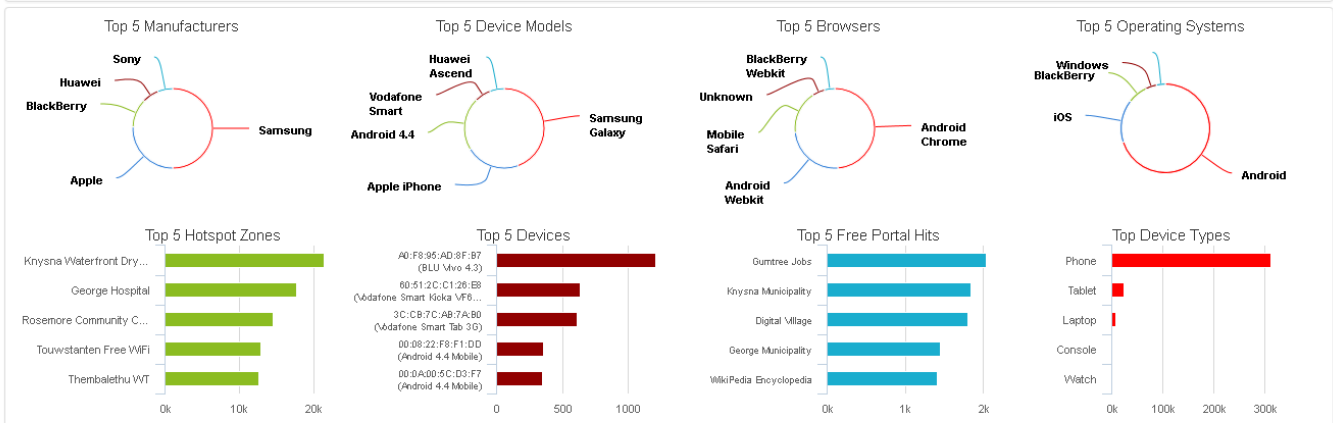 Top 5 Manufacturers
Sony
Huawei
BlackBerry
Samsung
Apple
Top 5 Device Models
Huawei
Ascend
Vodafone
Smart
Android 4.4
Samsung
Galaxy
Apple iPhone
Top 5 Browsers
BlackBerry
Webkit
Unknown
Mobile
Safari
Android
Chrome
Android
Webkit
Top 5 Operating Systems
Windows
BlackBerry
iOS
Android
Top 5 Hotspot Zones
Knysna Waterfront Dry...
George Hospital
Rosemore Community C...
Touwstanten Free WiFi
Thembalethu WT
0k
10k
20k
Top 5 Devices
A0:F8:95:AD:8F:B7
(BLU Vivo 4.3)
60:51:2C:C1:26:E8
(Vodafone Smart Kicka VF6...
3C:CB:7C:AB:7A:B0
(Vodafone Smart Tab 3G)
00:08:22:F8:F1:DD
(Android 4.4 Mobile)
00:0A:00:5C:D3:F7
(Android 4.4 Mobile)
0
500
1000
Top 5 Free Portal Hits
Gumtree Jobs
Knysna Municipality
Digital Village
George Municipality
WikiPedia Encyclopedia
0k
1k
2k
Top Device Types
Phone
Tablet
Laptop
Console
Watch
0k
100k
200k
300k